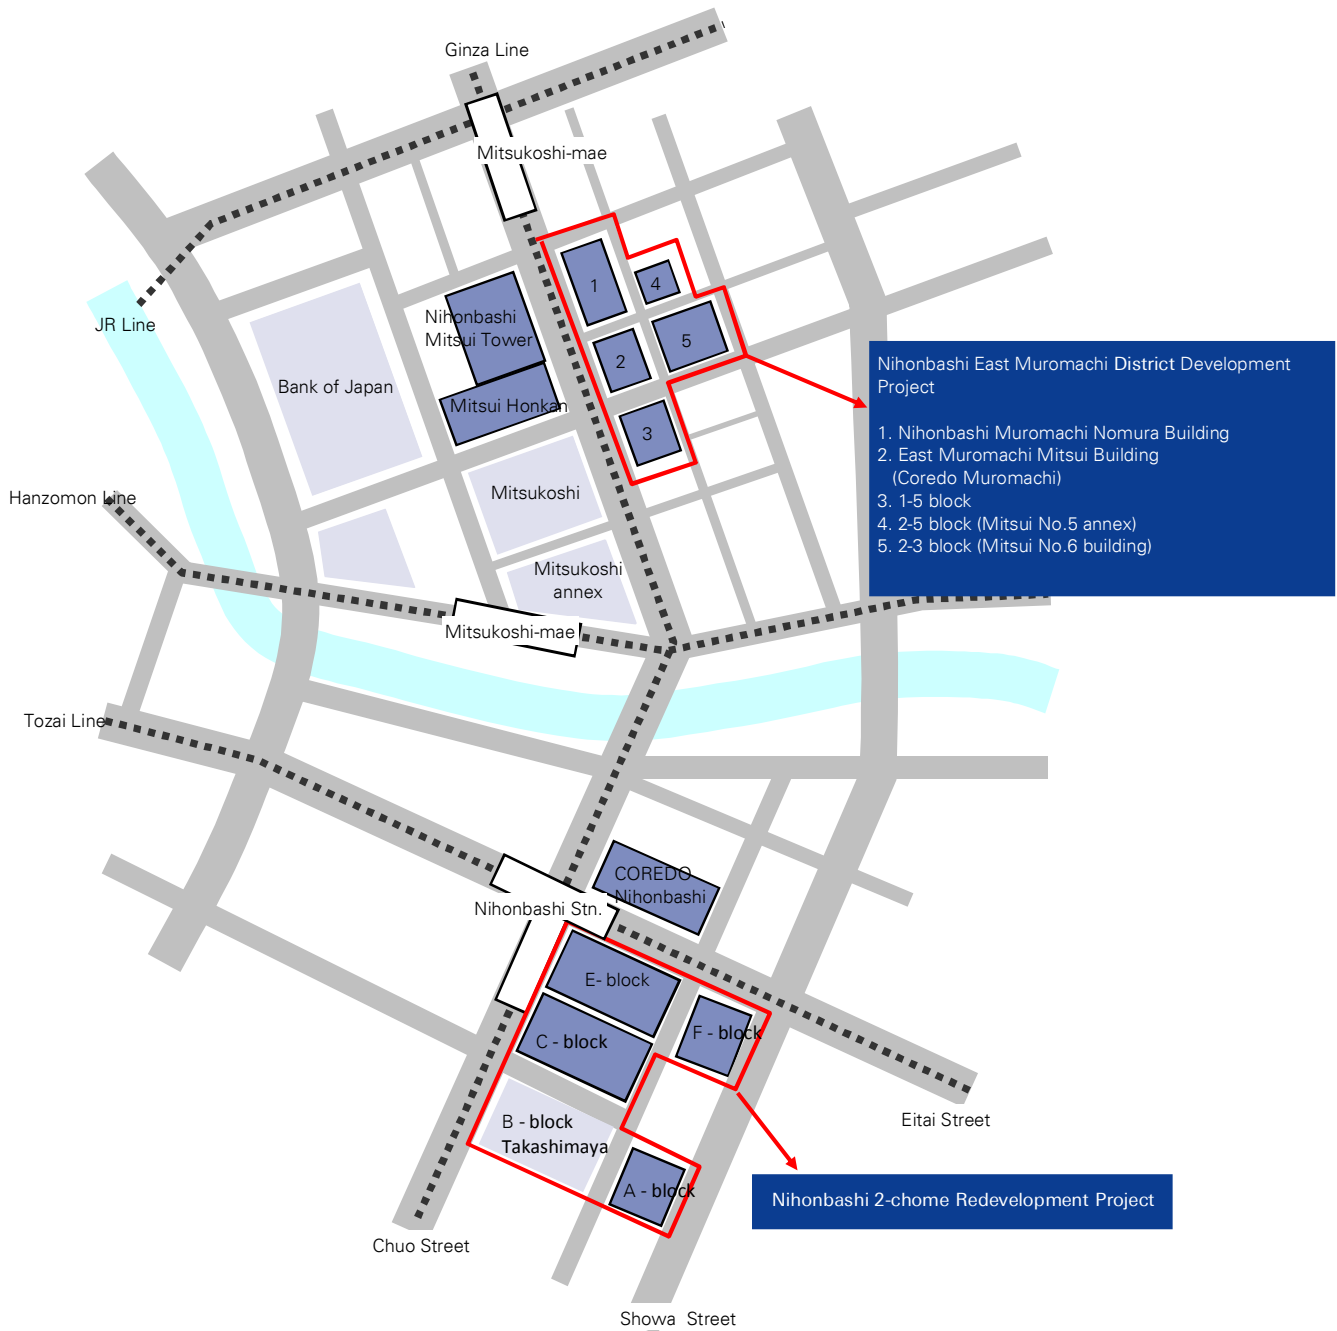 Ginza Line
Mitsukoshi-mae
JR Line
1
4
Nihonbashi
Mitsui Tower
5
2
Bank of Japan
Mitsui Honkan
3
Nihonbashi East Muromachi District Development
Project
1. Nihonbashi Muromachi Nomura Building
2. East Muromachi Mitsui Building
(Coredo Muromachi)
3. 1-5 block
4. 2-5 block (Mitsui No.5 annex)
5. 2-3 block (Mitsui No.6 building)
Hanzomon Line
Mitsukoshi
Mitsukoshi
annex
Mitsukoshi-mae
Tozai Line
COREDO
Nihonbashi
Nihonbashi Stn.
E- block
F - block
C - block
B - block
Takashimaya
Eitai Street
A - block
Nihonbashi 2-chome Redevelopment Project
Chuo Street
Showa  Street